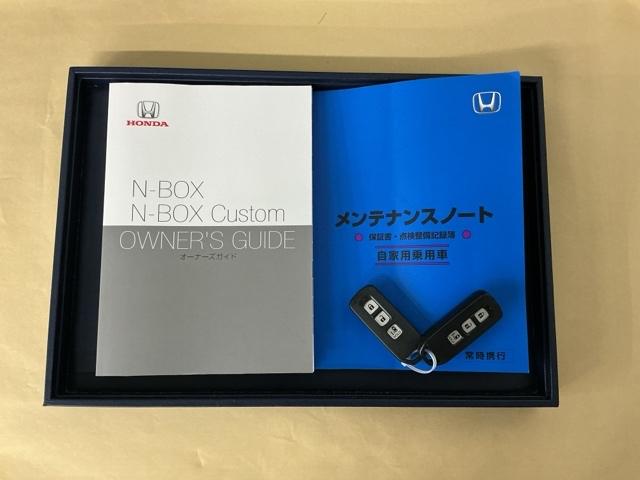 HONDA
N-BOX
N-BOX Custom
OWNER'S GUIDE
オーナーズガイド
メンテナンスノート
保証書・点検整備記録簿
自家用乗用車
常時携行